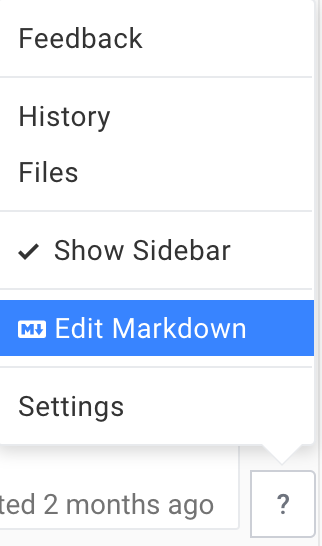 Feedback
History
Files
Show Sidebar
M Edit Markdown
Settings
ted 2 months ago
?